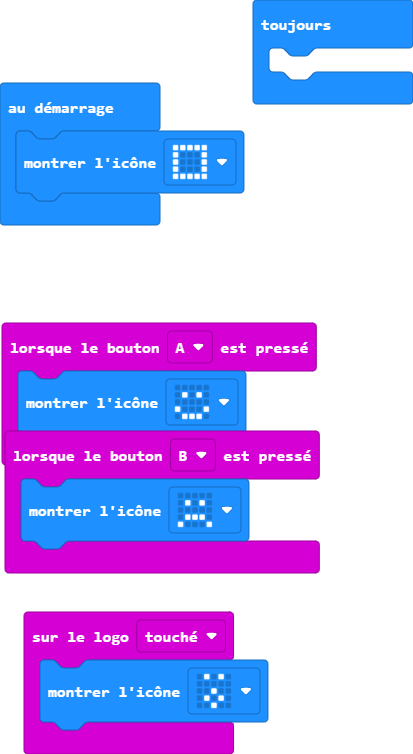 toujours
au démarrage
montrer l'icône
lorsque le bouton A est pressé
montrer l'icône
lorsque le bouton B est pressé
montrer l'icône
sur le logo touché
montrer l'icône